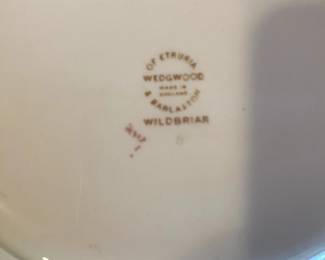 OF ETRURIA
WEDGWOOD
MADE IN
ENGLAND
& BARLASTON
WILDBRIAR